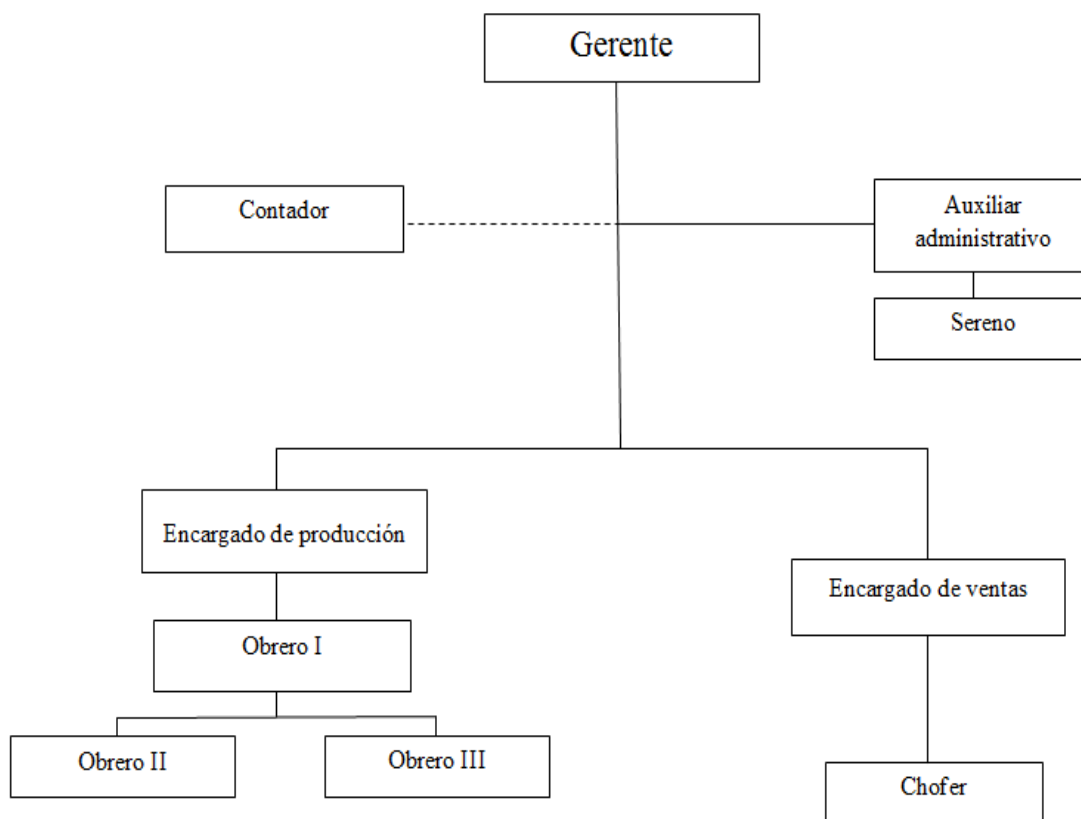 Gerente
Contador
Auxiliar
administrativo
Sereno
Encargado de producción
Encargado de ventas
Obrero I
Obrero II
Obrero III
Chofer